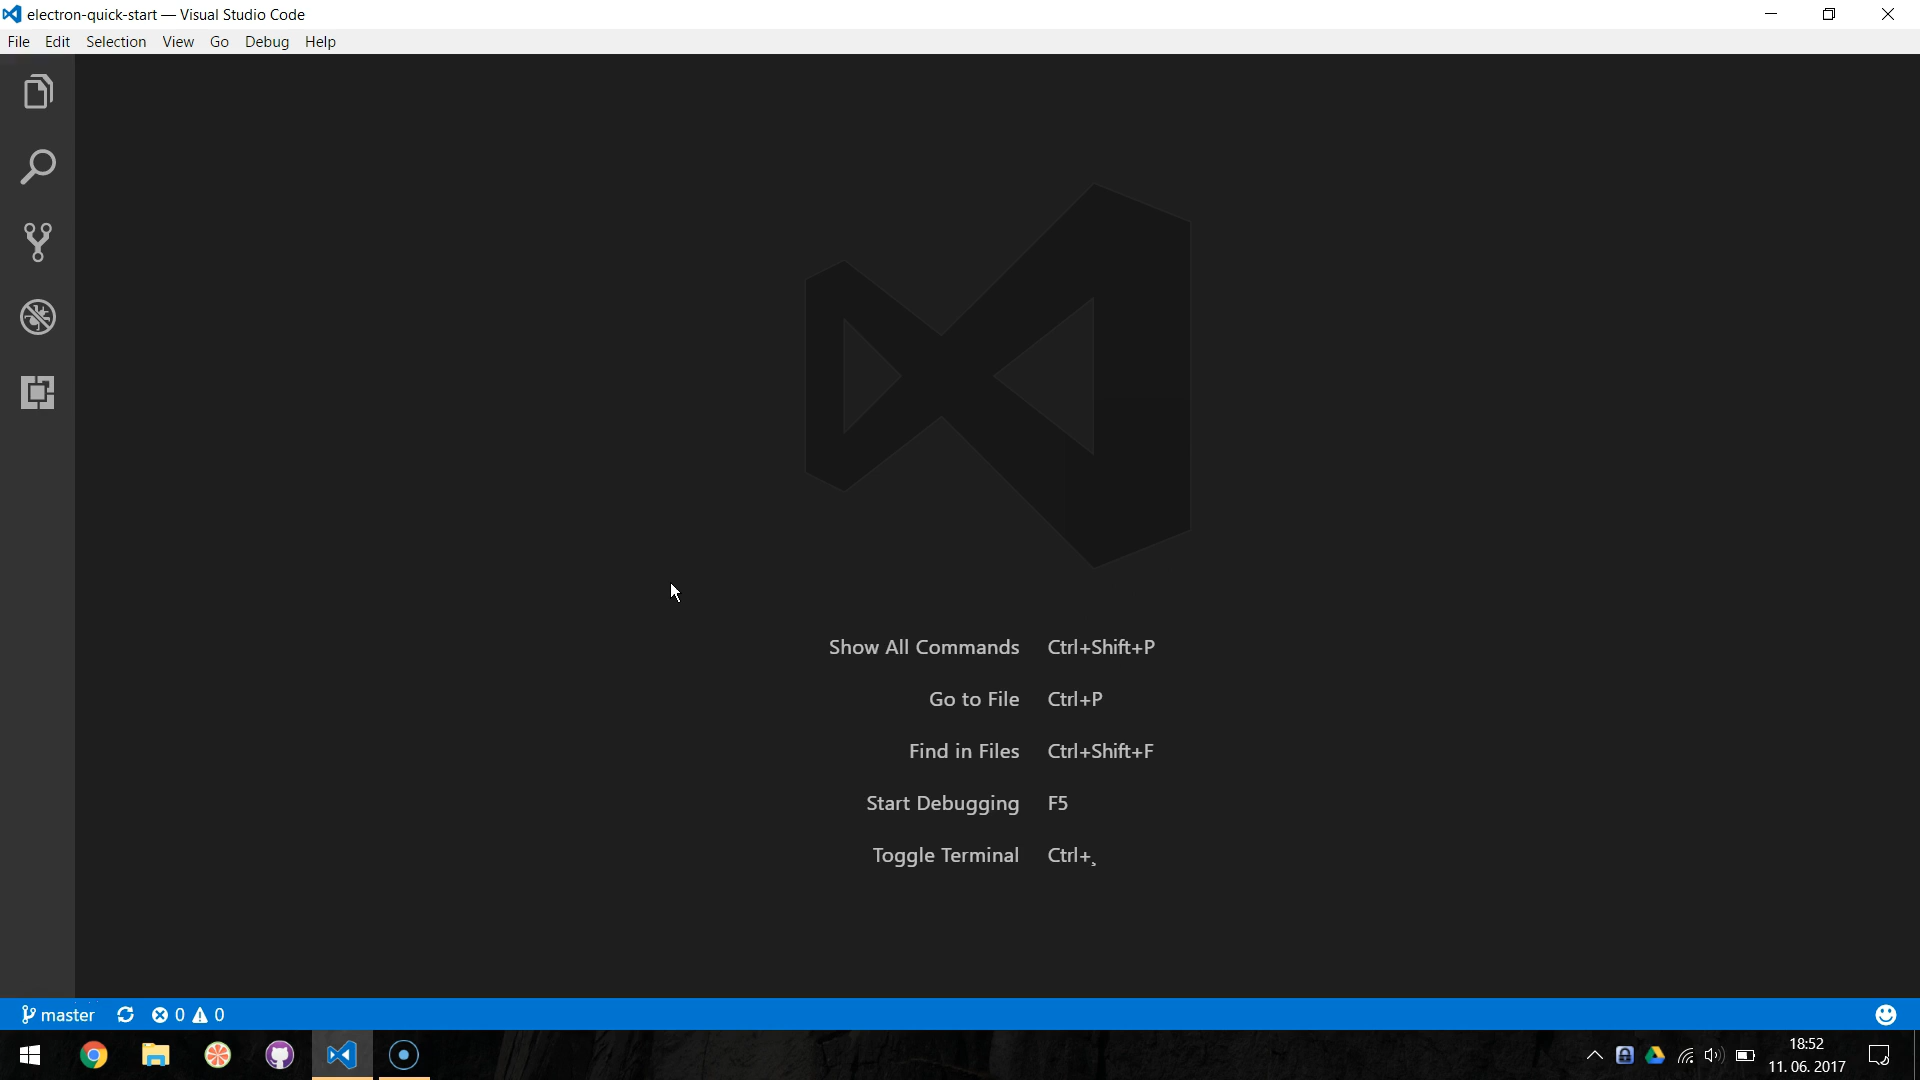 electron-quick-start — Visual Studio Code
File Edit Selection View Go Debug Help
Show All Commands Ctrl+Shift+P
Go to File Ctrl+P
Find in Files Ctrl+Shift+F
Start Debugging F5
Toggle Terminal Ctrl+¸
master 0 0
18:52
11. 06. 2017